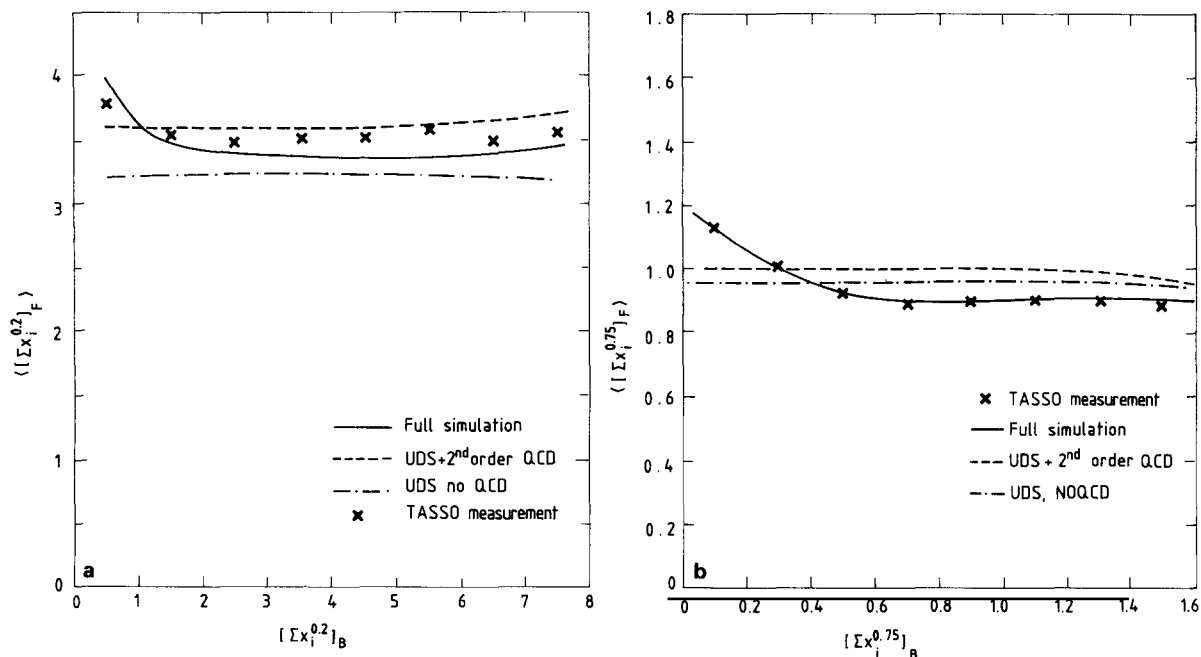 4
3
2
1
0
⟨[Σx_i^0.2]_F⟩
Full simulation
UDS+2nd order QCD
UDS no QCD
TASSO measurement
a
0 1 2 3 4 5 6 7 8
[Σx_i^0.2]_B
1.8
1.6
1.4
1.2
1.0
0.8
0.6
0.4
0.2
0
⟨[Σx_i^0.75]_F⟩
TASSO measurement
Full simulation
UDS + 2nd order QCD
UDS, NOQCD
b
0 0.2 0.4 0.6 0.8 1.0 1.2 1.4 1.6
[Σx_i^0.75]_B